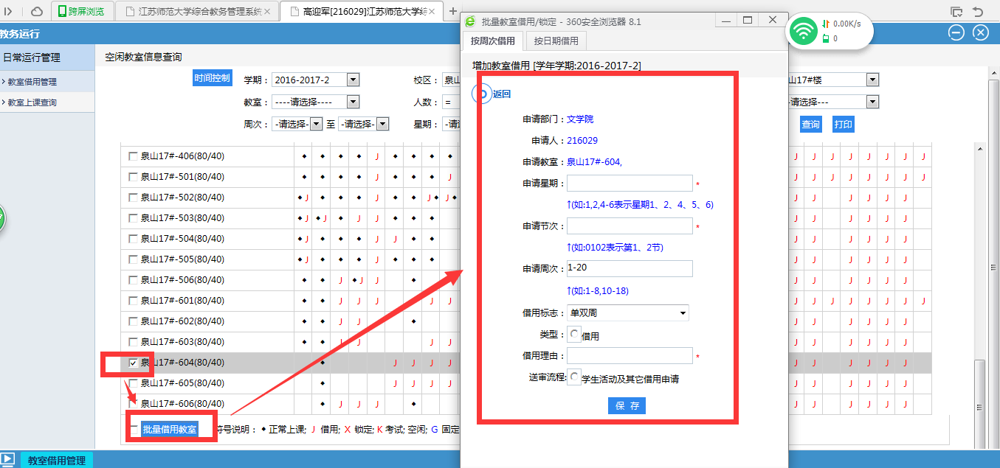 跨屏浏览
江苏师范大学综合教务管理系统
高迎军[216029]江苏师范大学综
批量教室借用/锁定 - 360安全浏览器 8.1
0.00K/s
0
教务运行
日常运行管理
教室借用管理
教室上课查询
空闲教室信息查询
时间控制
学期： 2016-2017-2
校区： 泉山
山17#楼
教室： ----请选择----
人数： =
请选择---
周次： -请选择- 至 -请选择-
星期： -请
查询 打印
泉山17#-406(80/40) ◆ ◆ ◆ ◆ J ◆ ◆ ◆ ◆ J J J J J J J J
泉山17#-501(80/40) ◆ ◆ ◆ ◆ J ◆ ◆ ◆ J J J J J J J J J
泉山17#-502(80/40) ◆J ◆ ◆ ◆ J ◆ ◆ J◆ J◆ J J J J J J
泉山17#-503(80/40) ◆J ◆J ◆ J J ◆ ◆ ◆ J J J J J J
泉山17#-504(80/40) ◆J ◆ ◆ ◆ J J ◆ ◆ J J J J J J
泉山17#-505(80/40) ◆J ◆ ◆ ◆ J ◆ ◆ ◆ J J J J J J
泉山17#-506(80/40) ◆ ◆ J ◆J J ◆ J J J J J J
泉山17#-601(80/40) ◆ ◆ J J J J J J J J J J J J J
泉山17#-602(80/40) ◆ ◆ J J ◆ J J J J J J
泉山17#-603(80/40) ◆ ◆ J J J J J J J J J J
泉山17#-604(80/40) ◆ J J J J J J J J J J
泉山17#-605(80/40) ◆ J J J J J J J J J J
泉山17#-606(80/40) ◆ J J J ◆ J J J J J J
批量借用教室 符号说明： ◆ 正常上课; J 借用; X 锁定; K 考试; 空闲; G 固定
教室借用管理
按周次借用 按日期借用
增加教室借用 [学年学期:2016-2017-2]
返回
申请部门： 文学院
申请人： 216029
申请教室： 泉山17#-604,
申请星期： *
↑(如:1,2,4-6表示星期1、2、4、5、6)
申请节次： *
↑(如:0102表示第1、2节)
申请周次： 1-20
↑(如:1-8,10-18)
借用标志： 单双周
类型： 借用
借用理由： *
送审流程: 学生活动及其它借用申请
保 存